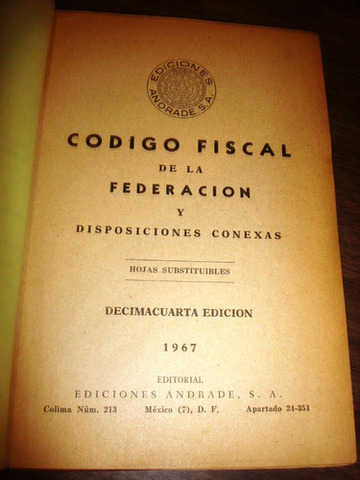 EDICIONES
ANDRADE, S.A.
CODIGO FISCAL
DE LA
FEDERACION
Y
DISPOSICIONES CONEXAS
HOJAS SUBSTITUIBLES
DECIMACUARTA EDICION
1967
EDITORIAL
EDICIONES ANDRADE, S. A.
Colima Núm. 213 México (7), D. F. Apartado 24-351